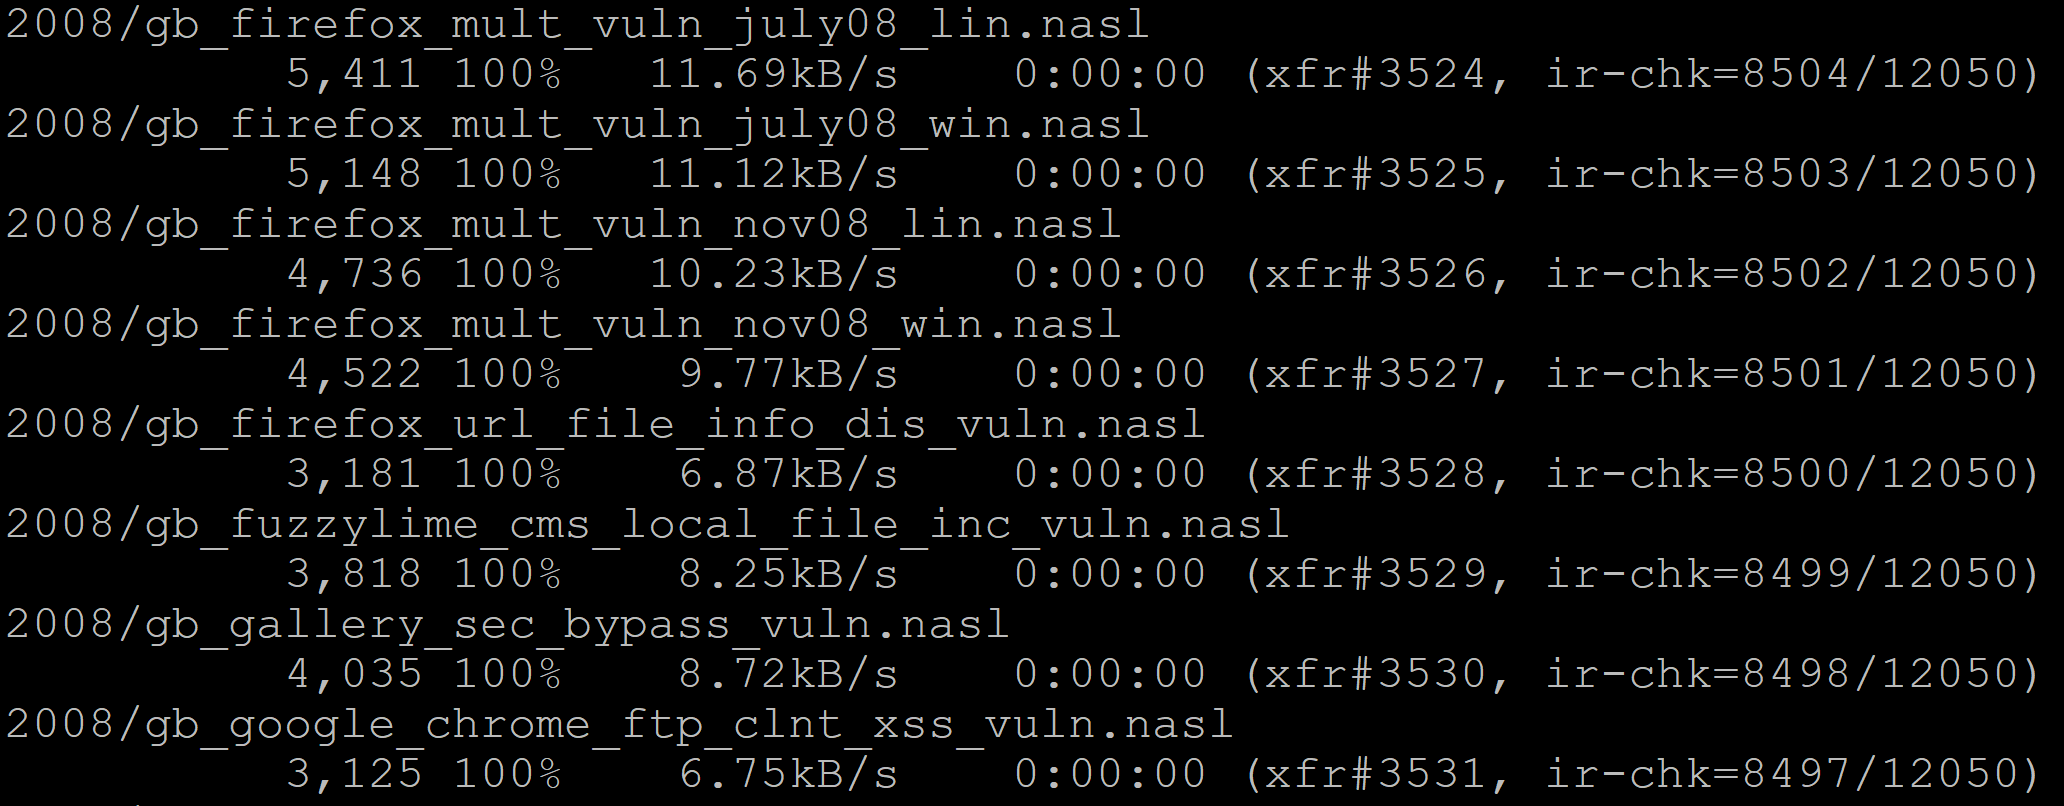 2008/gb_firefox_mult_vuln_july08_lin.nasl
5,411 100% 11.69kB/s 0:00:00 (xfr#3524, ir-chk=8504/12050)
2008/gb_firefox_mult_vuln_july08_win.nasl
5,148 100% 11.12kB/s 0:00:00 (xfr#3525, ir-chk=8503/12050)
2008/gb_firefox_mult_vuln_nov08_lin.nasl
4,736 100% 10.23kB/s 0:00:00 (xfr#3526, ir-chk=8502/12050)
2008/gb_firefox_mult_vuln_nov08_win.nasl
4,522 100% 9.77kB/s 0:00:00 (xfr#3527, ir-chk=8501/12050)
2008/gb_firefox_url_file_info_dis_vuln.nasl
3,181 100% 6.87kB/s 0:00:00 (xfr#3528, ir-chk=8500/12050)
2008/gb_fuzzylime_cms_local_file_inc_vuln.nasl
3,818 100% 8.25kB/s 0:00:00 (xfr#3529, ir-chk=8499/12050)
2008/gb_gallery_sec_bypass_vuln.nasl
4,035 100% 8.72kB/s 0:00:00 (xfr#3530, ir-chk=8498/12050)
2008/gb_google_chrome_ftp_clnt_xss_vuln.nasl
3,125 100% 6.75kB/s 0:00:00 (xfr#3531, ir-chk=8497/12050)